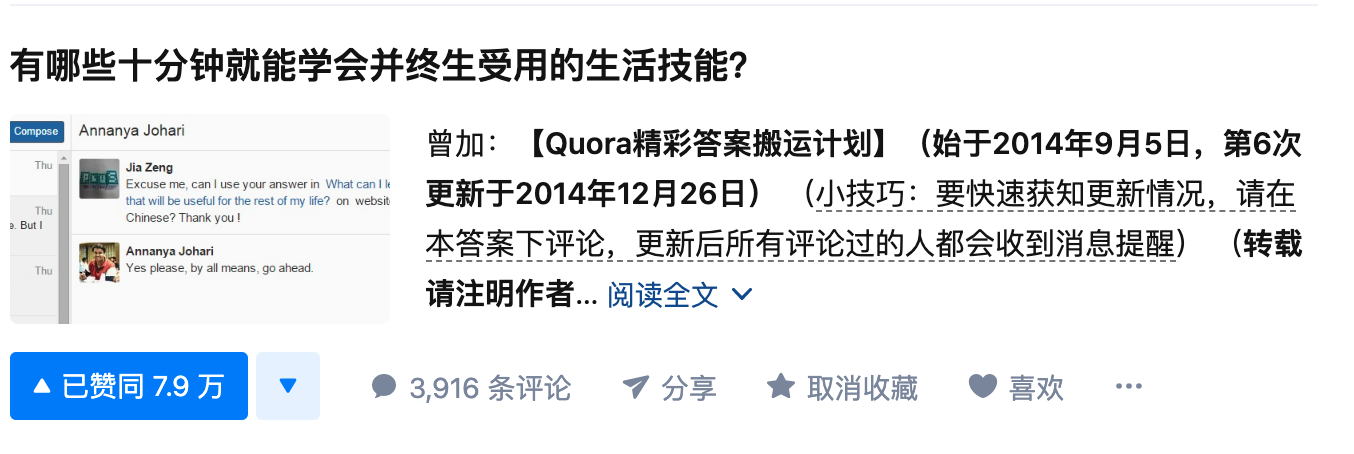 有哪些十分钟就能学会并终生受用的生活技能?
Compose
Annanya Johari
Thu
Jia Zeng
Excuse me, can I use your answer in What can I le
that will be useful for the rest of my life? on website
Chinese? Thank you !
Thu
e. But I
Annanya Johari
Yes please, by all means, go ahead.
Thu
曾加：【Quora精彩答案搬运计划】（始于2014年9月5日，第6次
更新于2014年12月26日）（小技巧：要快速获知更新情况，请在
本答案下评论，更新后所有评论过的人都会收到消息提醒）（转载
请注明作者... 阅读全文
已赞同 7.9 万
3,916 条评论
分享
取消收藏
喜欢